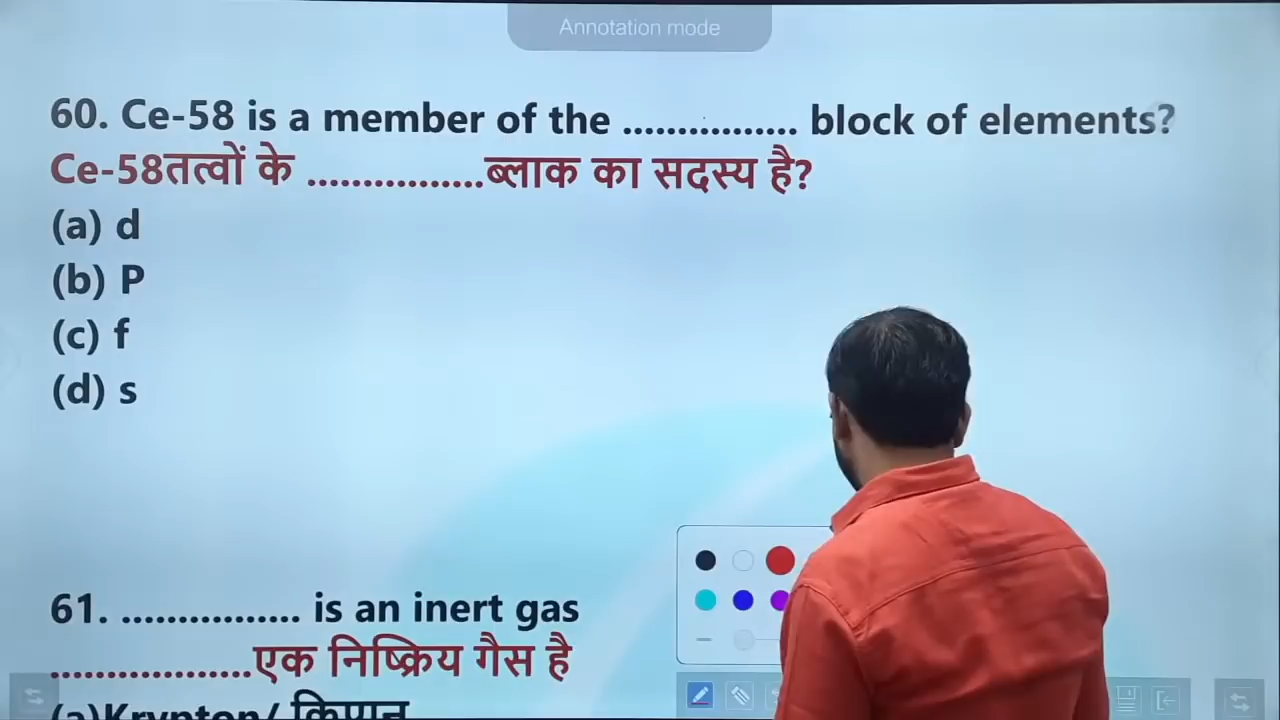 Annotation mode
60. Ce-58 is a member of the ................ block of elements?
Ce-58तत्वों के ................ब्लाक का सदस्य है?
(a) d
(b) P
(c) f
(d) s
61. ................ is an inert gas
..................एक निष्क्रिय गैस है
(a)Krypton/ क्रिप्टान